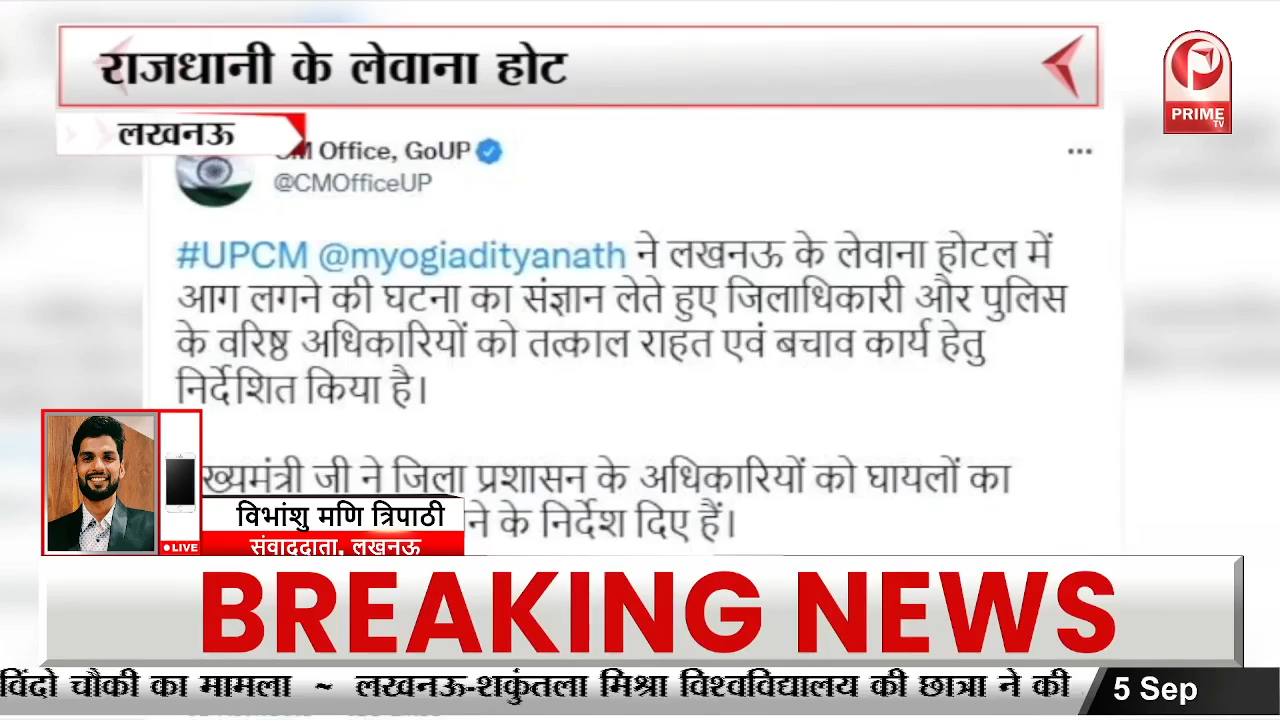 राजधानी के लेवाना होट
PRIME
TV
लखनऊ
Office, GoUP
@CMOfficeUP
#UPCM @myogiadityanath ने लखनऊ के लेवाना होटल में
आग लगने की घटना का संज्ञान लेते हुए जिलाधिकारी और पुलिस
के वरिष्ठ अधिकारियों को तत्काल राहत एवं बचाव कार्य हेतु
निर्देशित किया है।
जी ने जिला प्रशासन के अधिकारियों को घायलों का
के निर्देश दिए हैं।
विभांशु मणि त्रिपाठी
LIVE
संवाददाता, लखनऊ
BREAKING NEWS
विंदो चौकी का मामला ~ लखनऊ-शकुंतला मिश्रा विश्वविद्यालय की छात्रा ने की
5 Sep